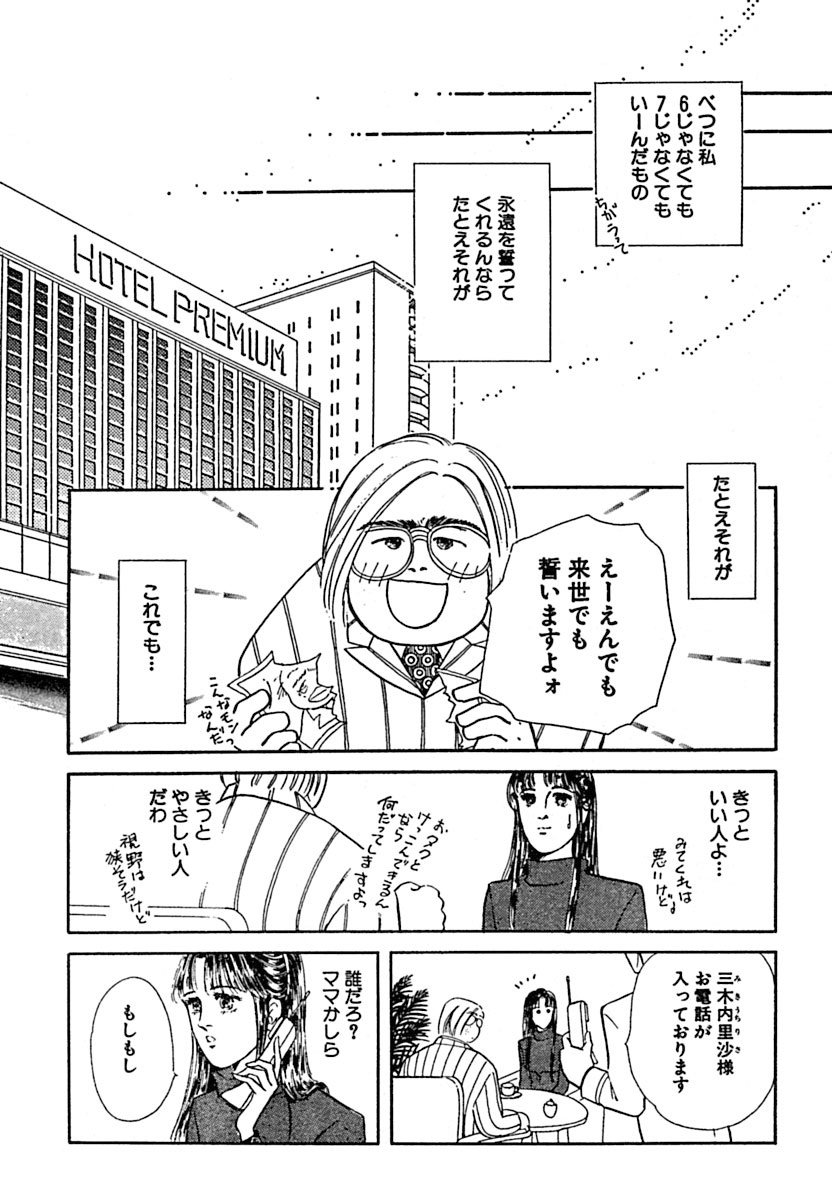 べつに私
6じゃなくても
7じゃなくても
いーんだもの
ちがうって
永遠を誓って
くれるんなら
たとえそれが
HOTEL PREMIUM
たとえそれが
えーえんでも
来世でも
誓いますよォ
こんなモン
なんだっ
これでも…
きっと
いい人よ…
みてくれは
悪いけど
おタクと
けっこんできるん
なら
何だってしますよっ
きっと
やさしい人
だわ
視野は
狭そうだけど
三木内里沙様
みきうちりさ
お電話が
入っております
誰だろ?
ママかしら
もしもし